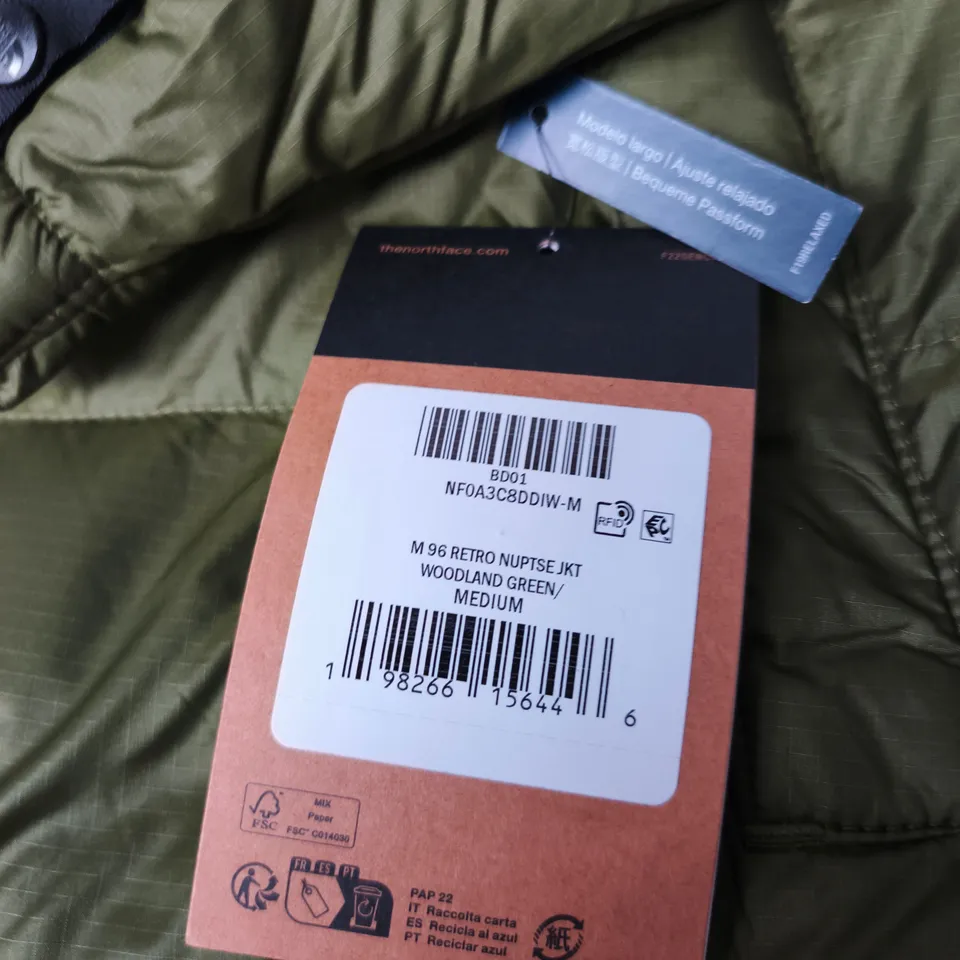 Modelo largo | Ajuste relajado
寬松版型 | Bequeme Passform
F19RELAXED
thenorthface.com
BD01
NF0A3C8DDIW-M
RFID
M 96 RETRO NUPTSE JKT
WOODLAND GREEN/
MEDIUM
1 98266 15644 6
FSC
MIX
Paper
FSC™ C014030
FR ES PT
PAP 22
IT Raccolta carta
ES Recicla al azul
PT Reciclar azul
紙